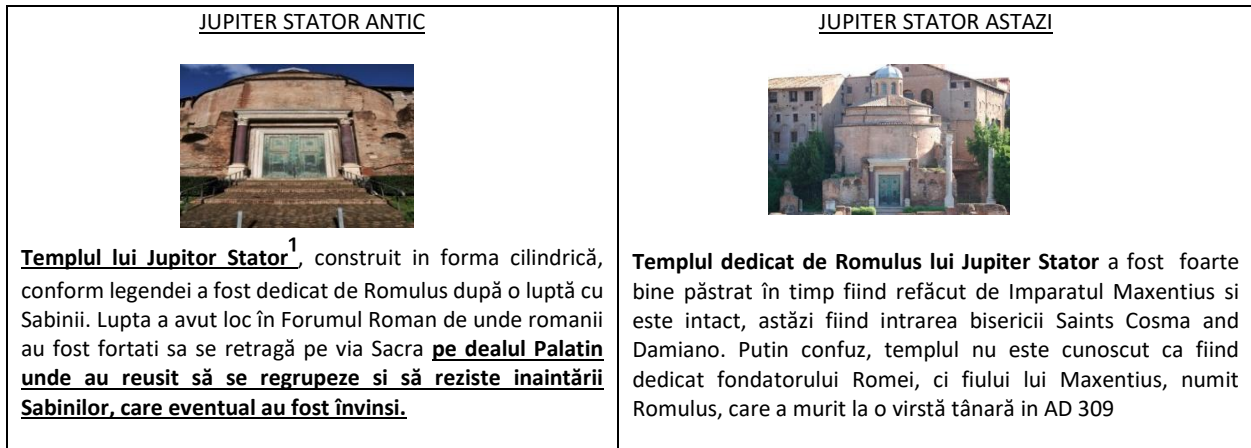 JUPITER STATOR ANTIC
Templul lui Jupitor Stator1, construit in forma cilindrică,
conform legendei a fost dedicat de Romulus după o luptă cu
Sabinii. Lupta a avut loc în Forumul Roman de unde romanii
au fost fortati sa se retragă pe via Sacra pe dealul Palatin
unde au reusit să se regrupeze si să reziste inaintării
Sabinilor, care eventual au fost învinsi.
JUPITER STATOR ASTAZI
Templul dedicat de Romulus lui Jupiter Stator a fost foarte
bine păstrat în timp fiind refăcut de Imparatul Maxentius si
este intact, astăzi fiind intrarea bisericii Saints Cosma and
Damiano. Putin confuz, templul nu este cunoscut ca fiind
dedicat fondatorului Romei, ci fiului lui Maxentius, numit
Romulus, care a murit la o virstă tânară in AD 309